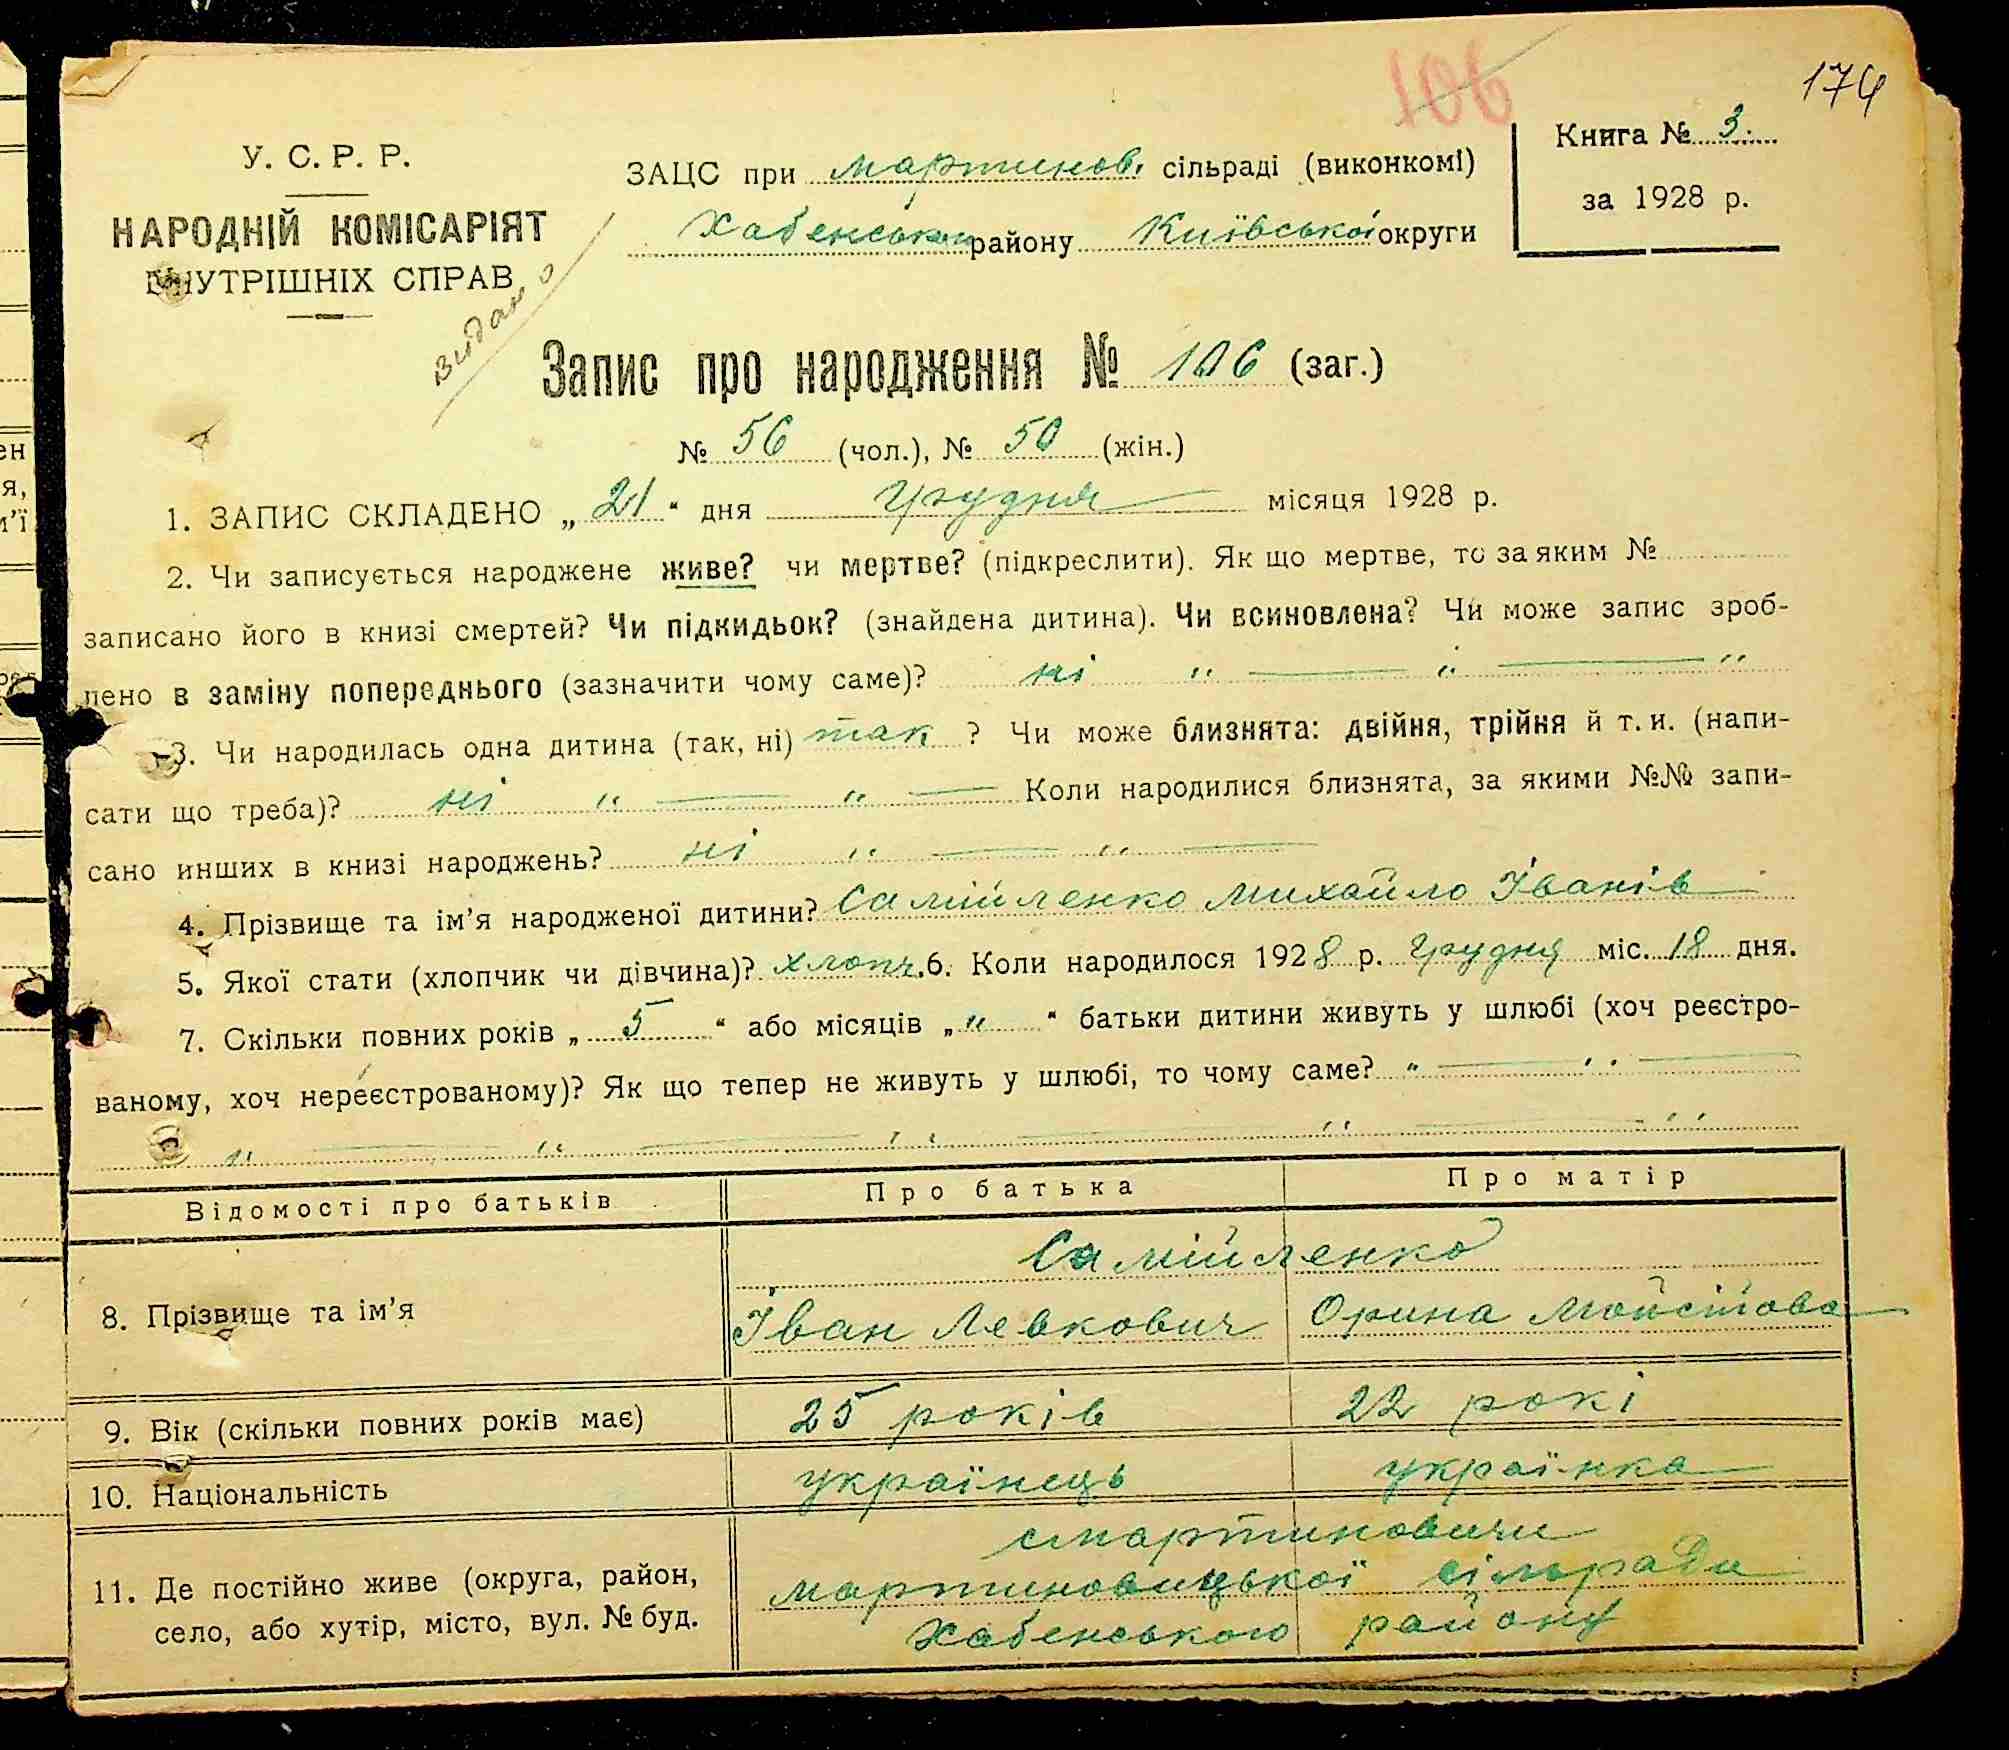 106
174
У. С. Р. Р.
НАРОДНІЙ КОМІСАРІЯТ
ВНУТРІШНІХ СПРАВ
видано
ЗАЦС при мартинов. сільраді (виконкомі)
Хабенського району Київської округи
Книга № 3.
за 1928 р.
Запис про народження № 106 (заг.)
№ 56 (чол.), № 50 (жін.)
1. ЗАПИС СКЛАДЕНО „ 21 “ дня грудня місяця 1928 р.
2. Чи записується народжене живе? чи мертве? (підкреслити). Як що мертве, то за яким №
записано його в книзі смертей? Чи підкидьок? (знайдена дитина). Чи всиновлена? Чи може запис зроб-
лено в заміну попереднього (зазначити чому саме)? ні " — " — "
3. Чи народилась одна дитина (так, ні) так ? Чи може близнята: двійня, трійня й т. и. (напи-
сати що треба)? ні " — " — Коли народилися близнята, за якими №№ запи-
сано инших в книзі народжень? ні " — " —
4. Прізвище та ім’я народженої дитини? Самійленко Михайло Іванів
5. Якої стати (хлопчик чи дівчина)? хлопч. 6. Коли народилося 1928 р. грудня міс. 18 дня.
7. Скільки повних років „ 5 “ або місяців „ " “ батьки дитини живуть у шлюбі (хоч реєстро-
ваному, хоч нереєстрованому)? Як що тепер не живуть у шлюбі, то чому саме? " — " —
" — " — " — " — "
Відомості про батьків Про батька Про матір
Самійленко
8. Прізвище та ім’я Іван Левкович Орина
9. Вік (скільки повних років має) 25 років 22 рокі
10. Національність українець українка
смартиновичи
11. Де постійно живе (округа, район, мартиновицької сільради
село, або хутір, місто, вул. № буд. Хабенського району
ен
я,
м’ї